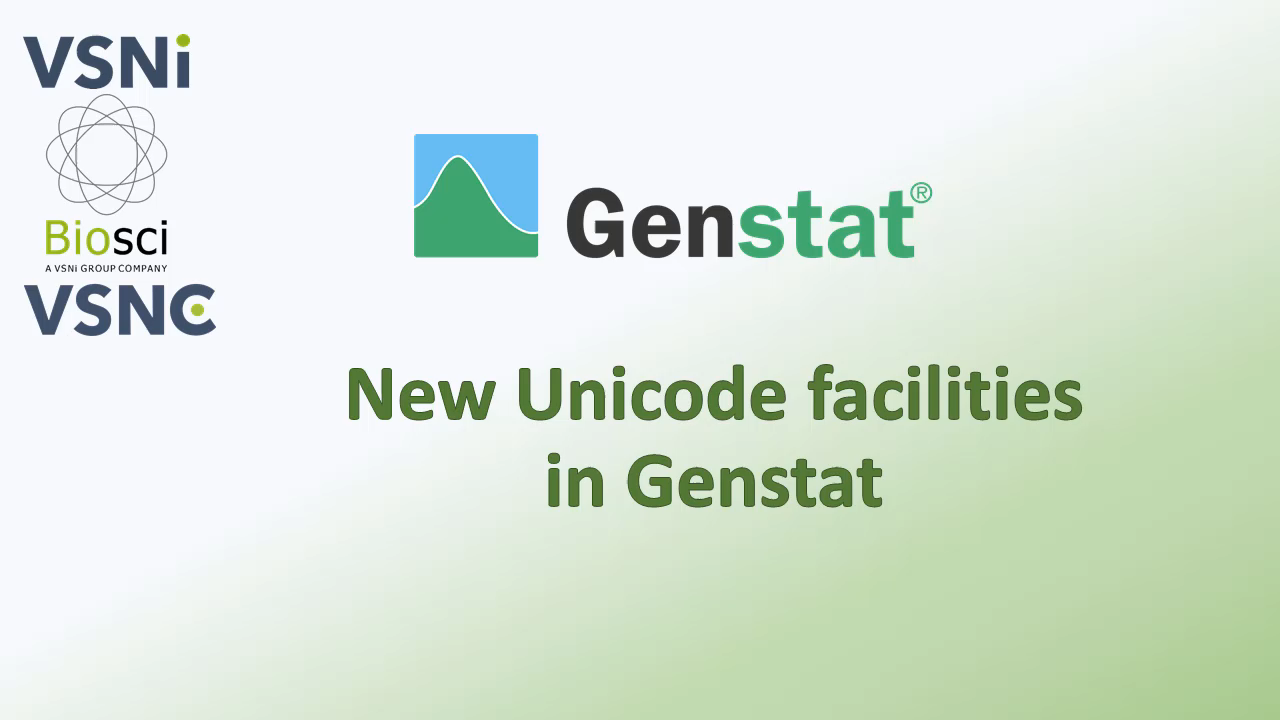 VSNi
Biosci
A VSNi GROUP COMPANY
VSNC
Genstat®
New Unicode facilities
in Genstat